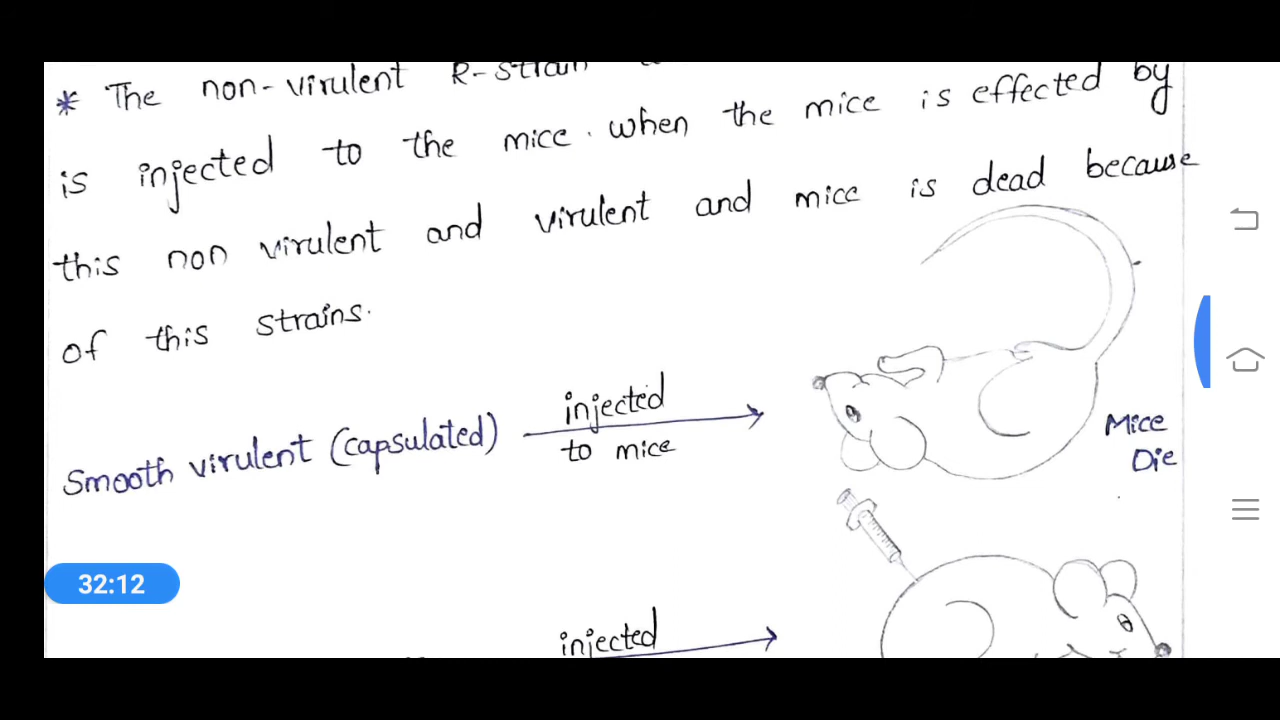 * The non-virulent R-strain
is injected to the mice. when the mice is effected by
this non virulent and virulent and mice is dead because
of this strains.
Smooth virulent (capsulated)
injected
to mice
Mice
Die
32:12
injected